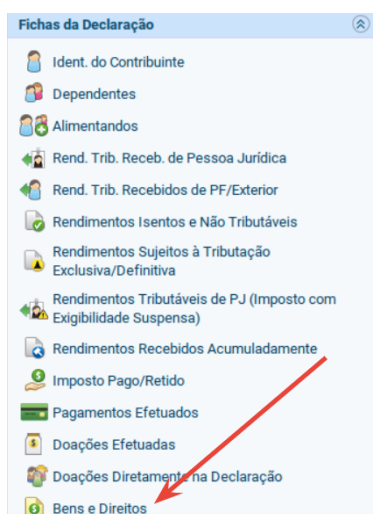 Fichas da Declaração
Ident. do Contribuinte
Dependentes
Alimentandos
Rend. Trib. Receb. de Pessoa Jurídica
Rend. Trib. Recebidos de PF/Exterior
Rendimentos Isentos e Não Tributáveis
Rendimentos Sujeitos à Tributação
Exclusiva/Definitiva
Rendimentos Tributáveis de PJ (Imposto com
Exigibilidade Suspensa)
Rendimentos Recebidos Acumuladamente
Imposto Pago/Retido
Pagamentos Efetuados
Doações Efetuadas
Doações Diretamente na Declaração
Bens e Direitos